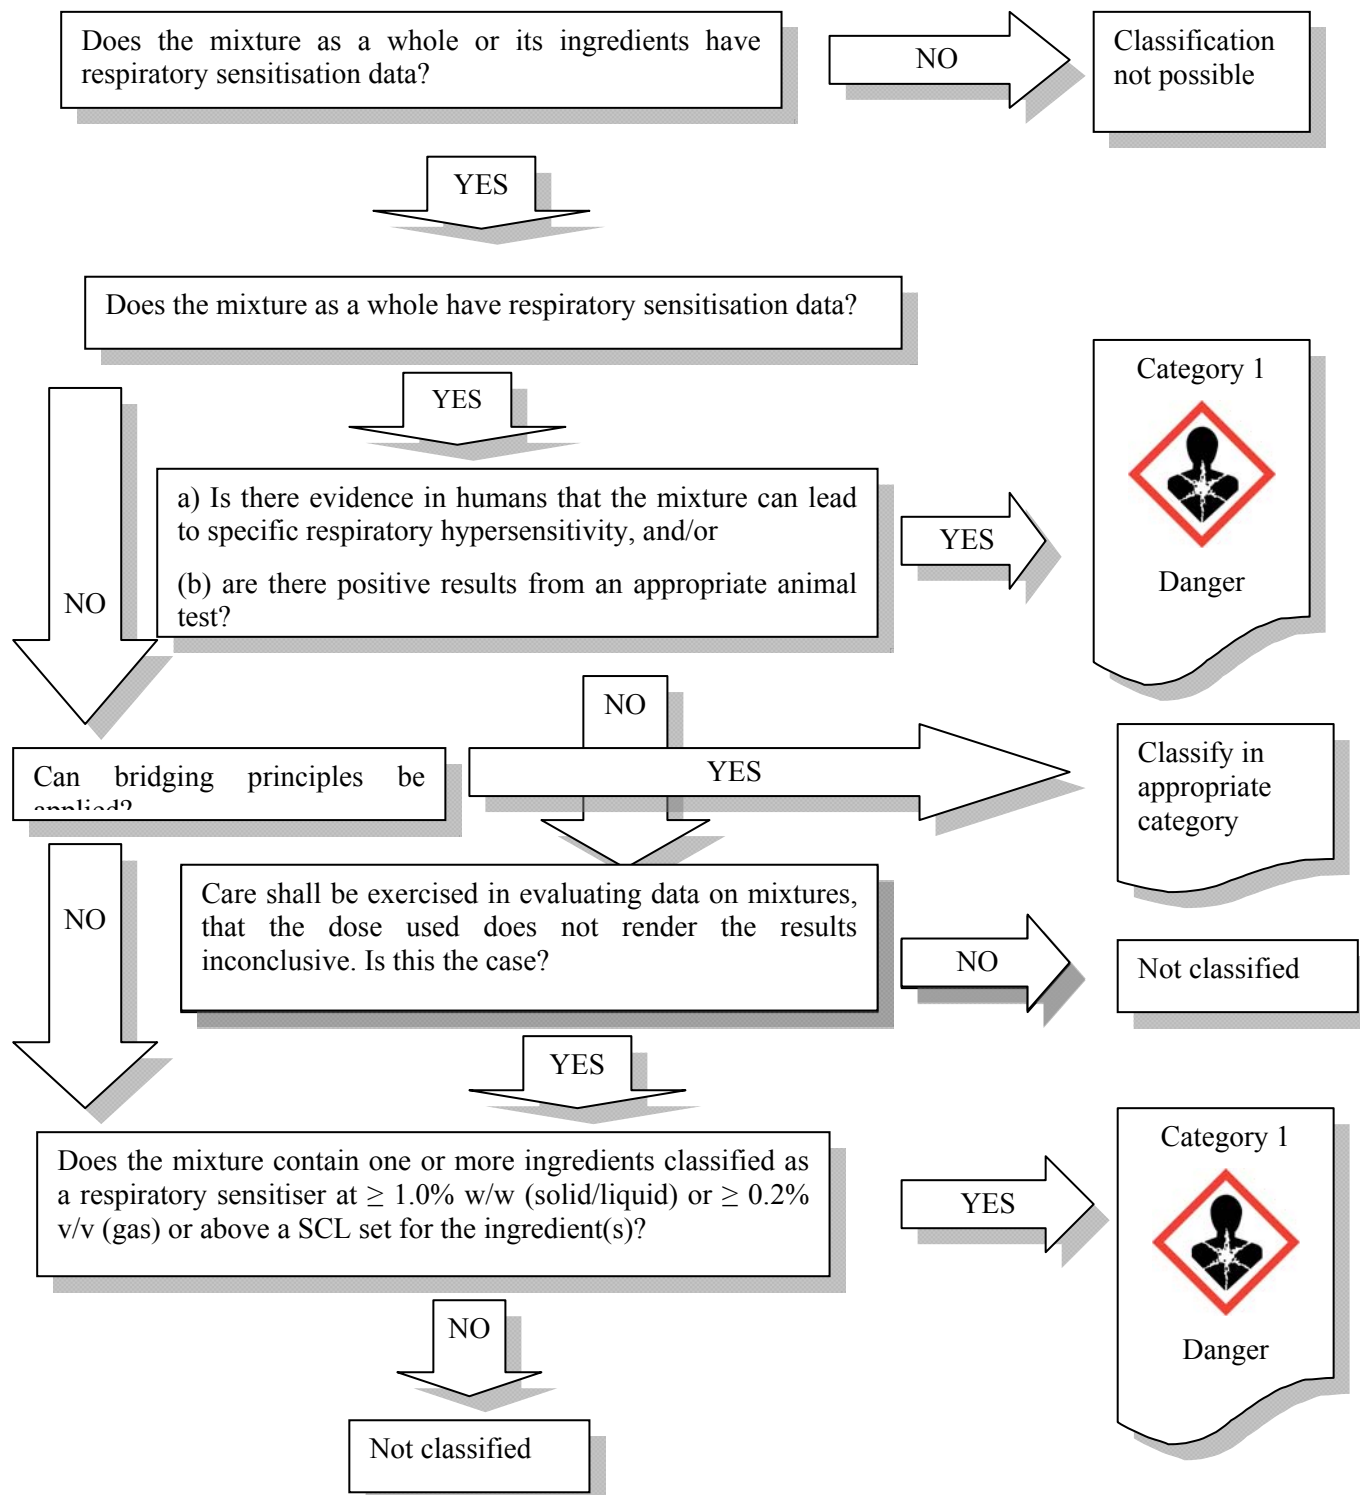 Does the mixture as a whole or its ingredients have
respiratory sensitisation data?
NO
Classification
not possible
YES
Does the mixture as a whole have respiratory sensitisation data?
YES
Category 1
a) Is there evidence in humans that the mixture can lead
to specific respiratory hypersensitivity, and/or
(b) are there positive results from an appropriate animal
test?
YES
Danger
NO
NO
Can bridging principles be
applied?
YES
Classify in
appropriate
category
NO
Care shall be exercised in evaluating data on mixtures,
that the dose used does not render the results
inconclusive. Is this the case?
NO
Not classified
YES
Does the mixture contain one or more ingredients classified as
a respiratory sensitiser at ≥ 1.0% w/w (solid/liquid) or ≥ 0.2%
v/v (gas) or above a SCL set for the ingredient(s)?
YES
Category 1
Danger
NO
Not classified